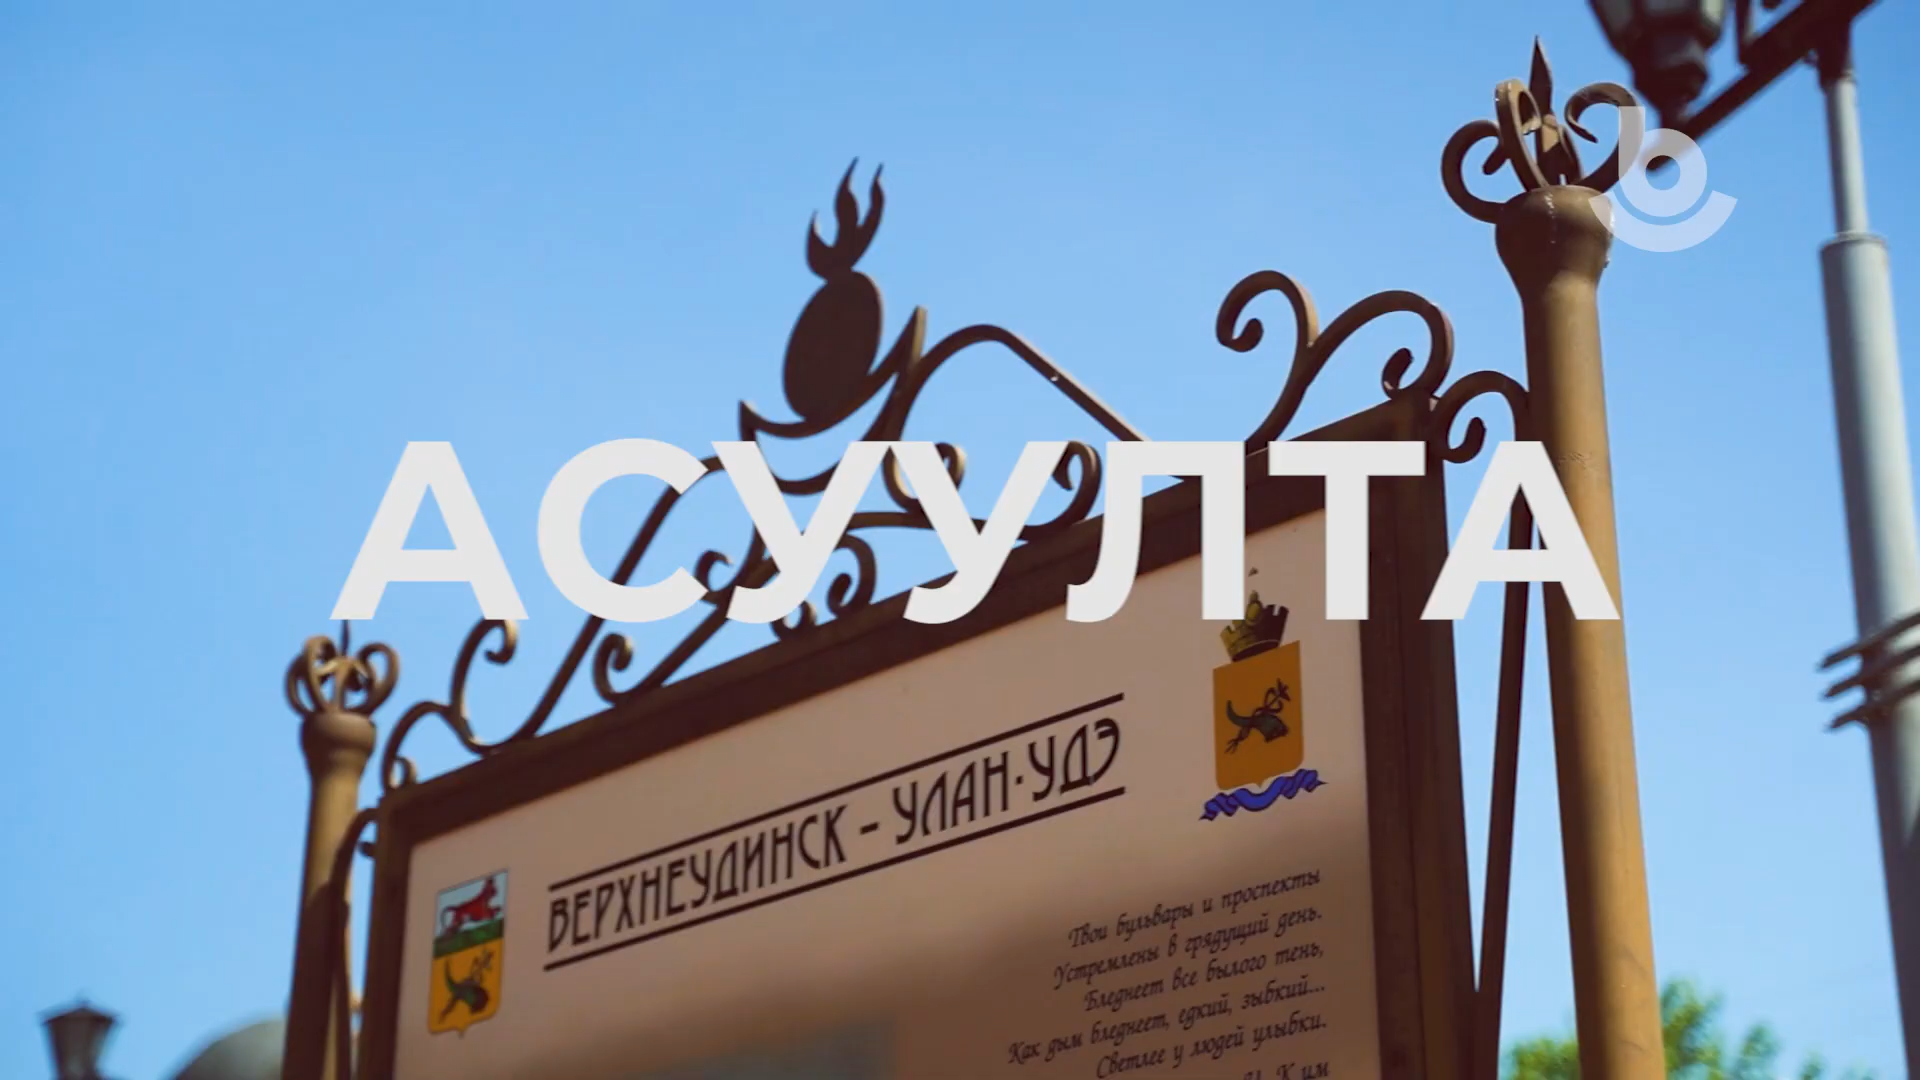 АСУУЛТА
ВЕРХНЕУДИНСК – УЛАН·УДЭ
Твои бульвары и проспекты
Устремлены в грядущий день.
Бледнеет все былого тень,
Как дым бледнеет, едкий, зыбкий...
Светлее у людей улыбки.
Ким